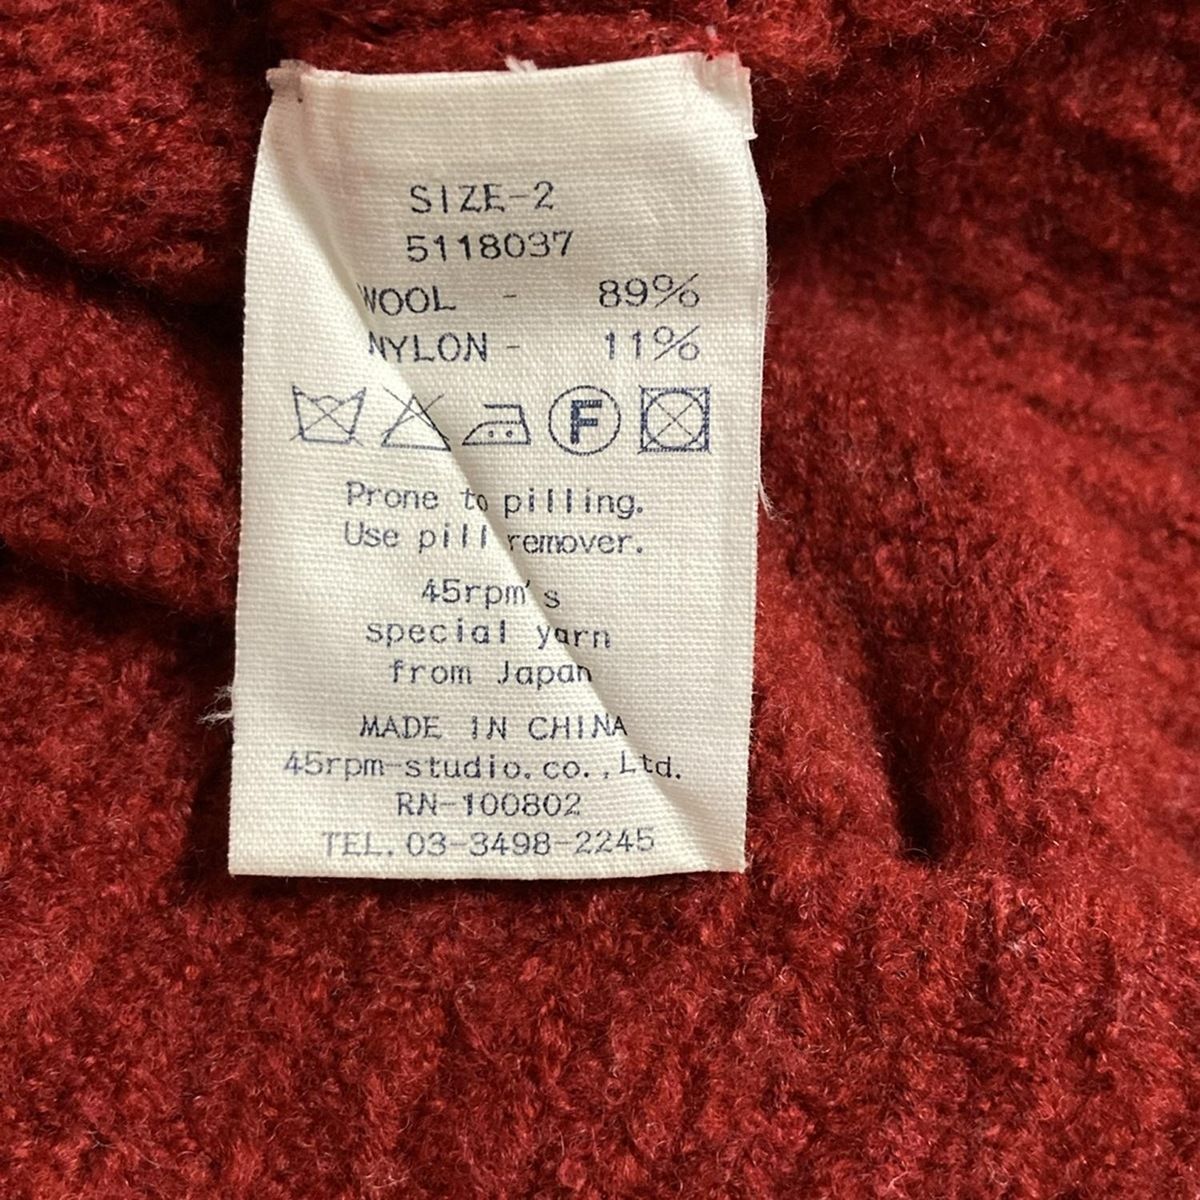 SIZE-2
5118037
WOOL - 89%
NYLON - 11%
F
Prone to pilling.
Use pill remover.
45rpm's
special yarn
from Japan
MADE IN CHINA
45rpm-studio.co.,Ltd.
RN-100802
TEL.03-3498-2245